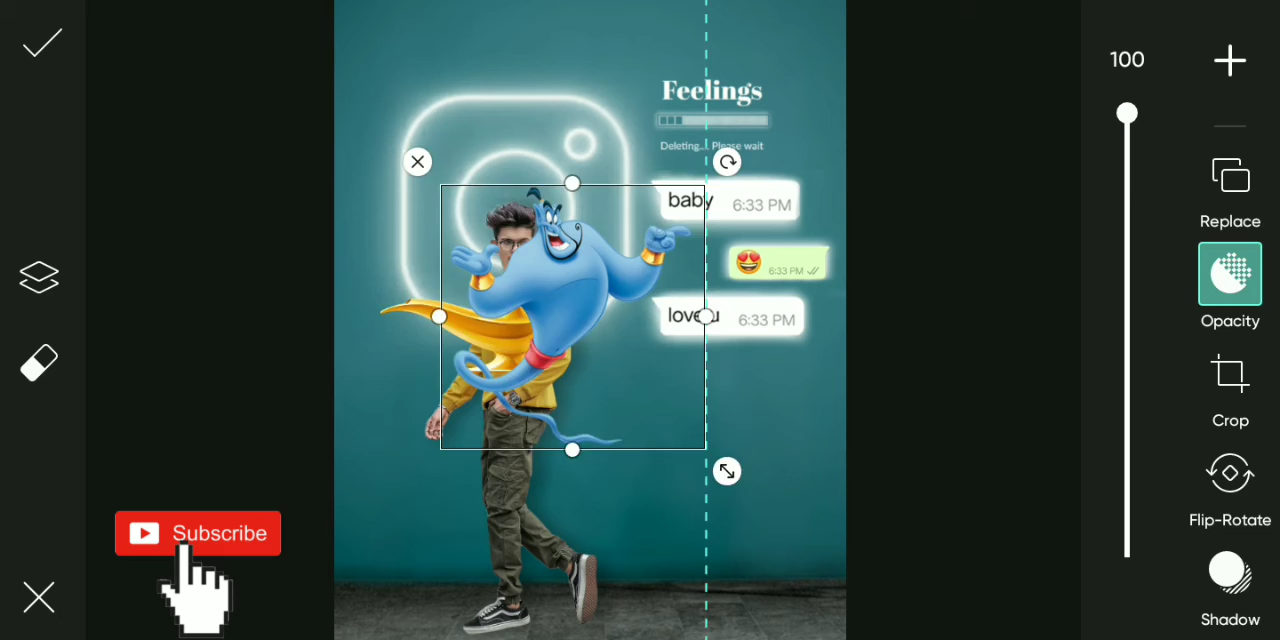 100
Feelings
Deleting... Please wait
baby 6:33 PM
6:33 PM
love u 6:33 PM
Replace
Opacity
Crop
Flip-Rotate
Shadow
Subscribe